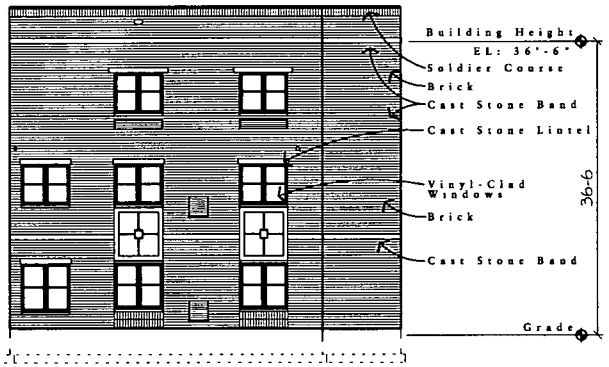 Building Height
EL: 36'-6"
Soldier Course
Brick
Cast Stone Band
Cast Stone Lintel
Vinyl-Clad
Windows
36-6
Brick
Cast Stone Band
Grade